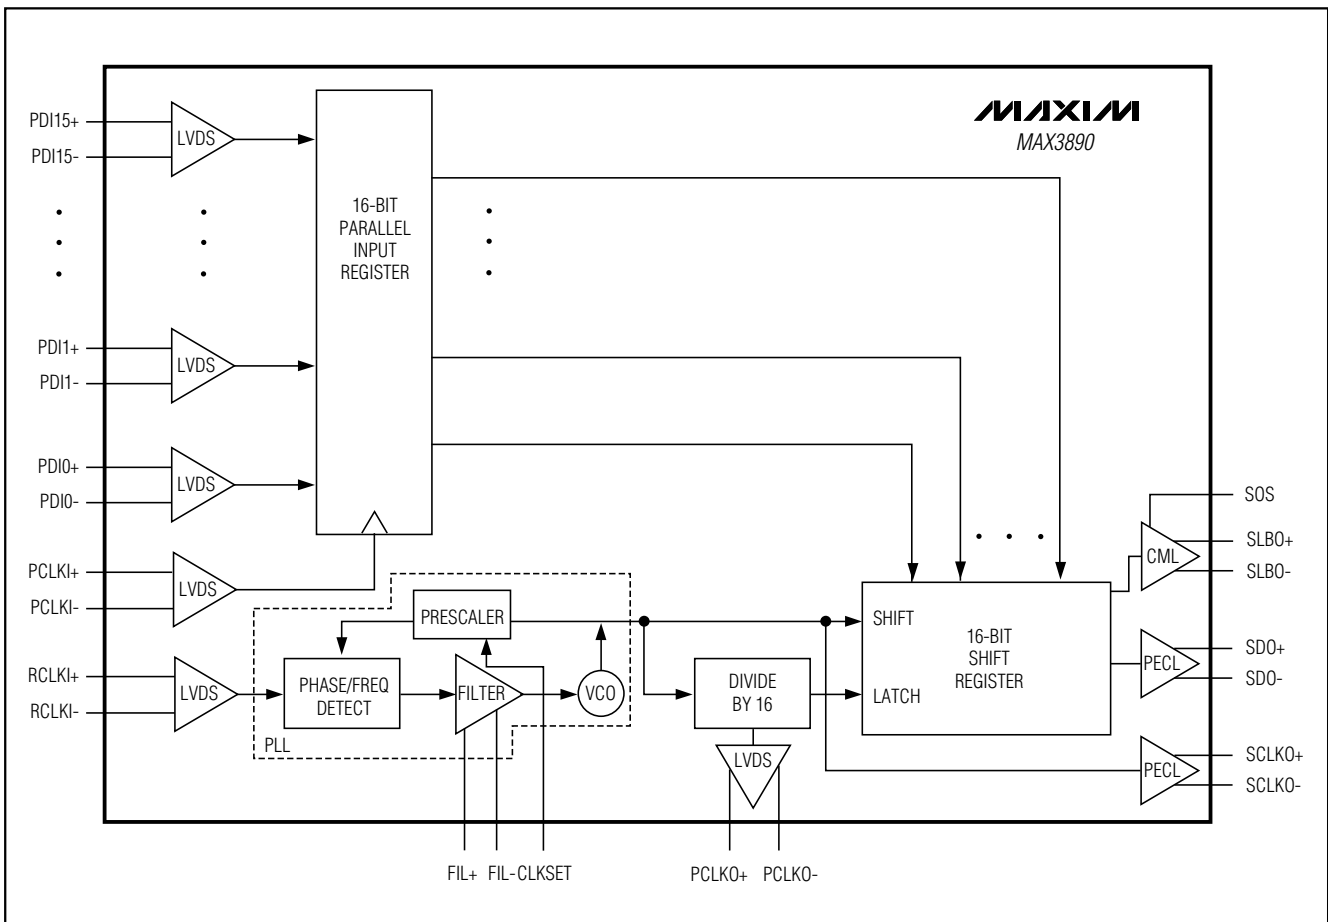 MAXIM
MAX3890
PDI15+
LVDS
PDI15-
16-BIT
PARALLEL
INPUT
REGISTER
PDI1+
LVDS
PDI1-
PDI0+
LVDS
PDI0-
SOS
SLBO+
CML
SLBO-
PCLKI+
LVDS
PCLKI-
PRESCALER
SHIFT
16-BIT
SHIFT
REGISTER
LATCH
RCLKI+
LVDS
RCLKI-
PHASE/FREQ
DETECT
FILTER
VCO
PLL
DIVIDE
BY 16
LVDS
SDO+
PECL
SDO-
SCLKO+
PECL
SCLKO-
FIL+
FIL-
CLKSET
PCLKO+
PCLKO-